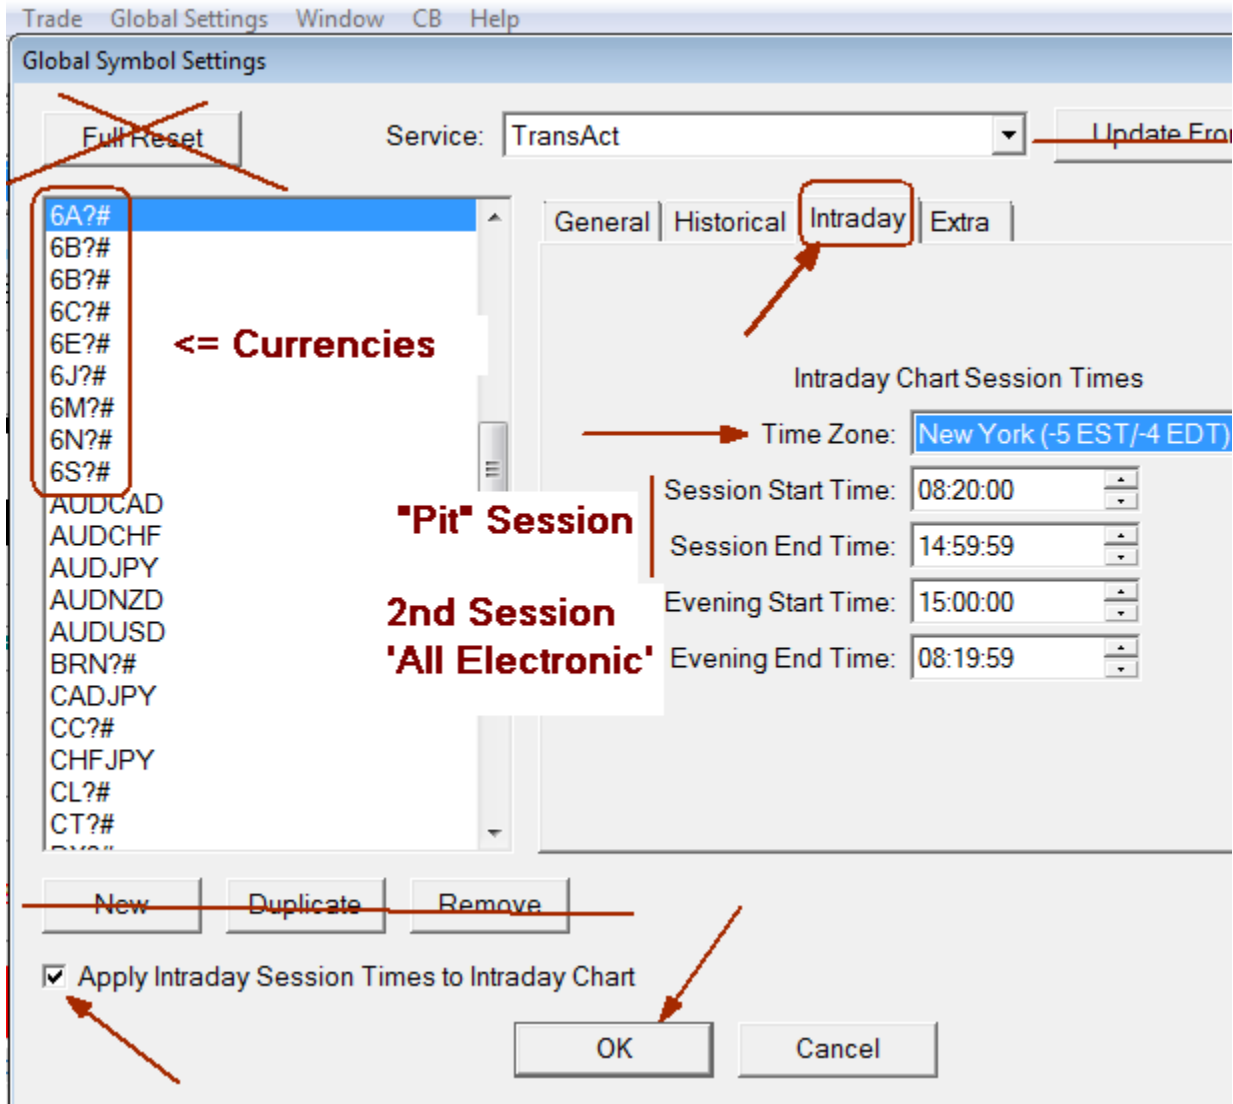 Trade Global Settings Window CB Help
Global Symbol Settings
Full Reset
Service: TransAct
Update
General Historical Intraday Extra
6A?#
6B?#
6B?#
6C?#
6E?#
6J?#
6M?#
6N?#
6S?#
AUDCAD
AUDCHF
AUDJPY
AUDNZD
AUDUSD
BRN?#
CADJPY
CC?#
CHFJPY
CL?#
CT?#
<= Currencies
Intraday Chart Session Times
Time Zone: New York (-5 EST/-4 EDT)
"Pit" Session
Session Start Time: 08:20:00
Session End Time: 14:59:59
2nd Session
'All Electronic'
Evening Start Time: 15:00:00
Evening End Time: 08:19:59
New Duplicate Remove
Apply Intraday Session Times to Intraday Chart
OK Cancel